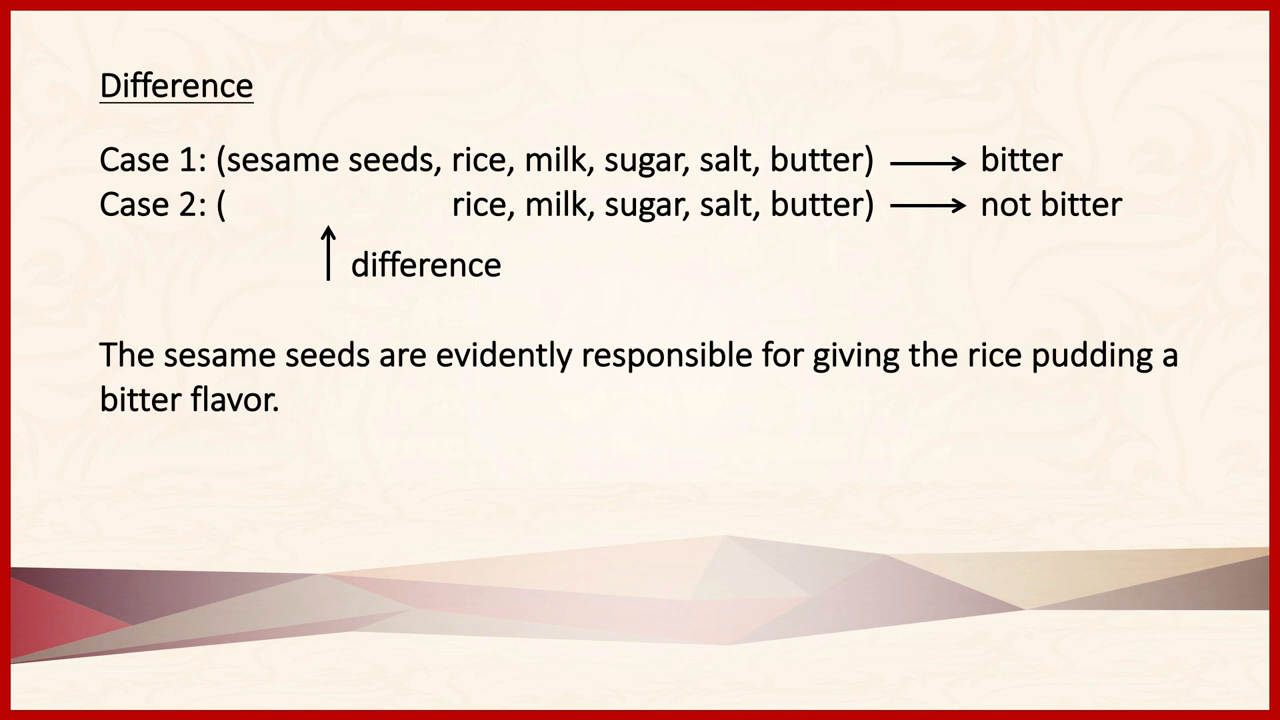 Difference
Case 1: (sesame seeds, rice, milk, sugar, salt, butter) ⟶ bitter
Case 2: ( rice, milk, sugar, salt, butter) ⟶ not bitter
↑ difference
The sesame seeds are evidently responsible for giving the rice pudding a
bitter flavor.